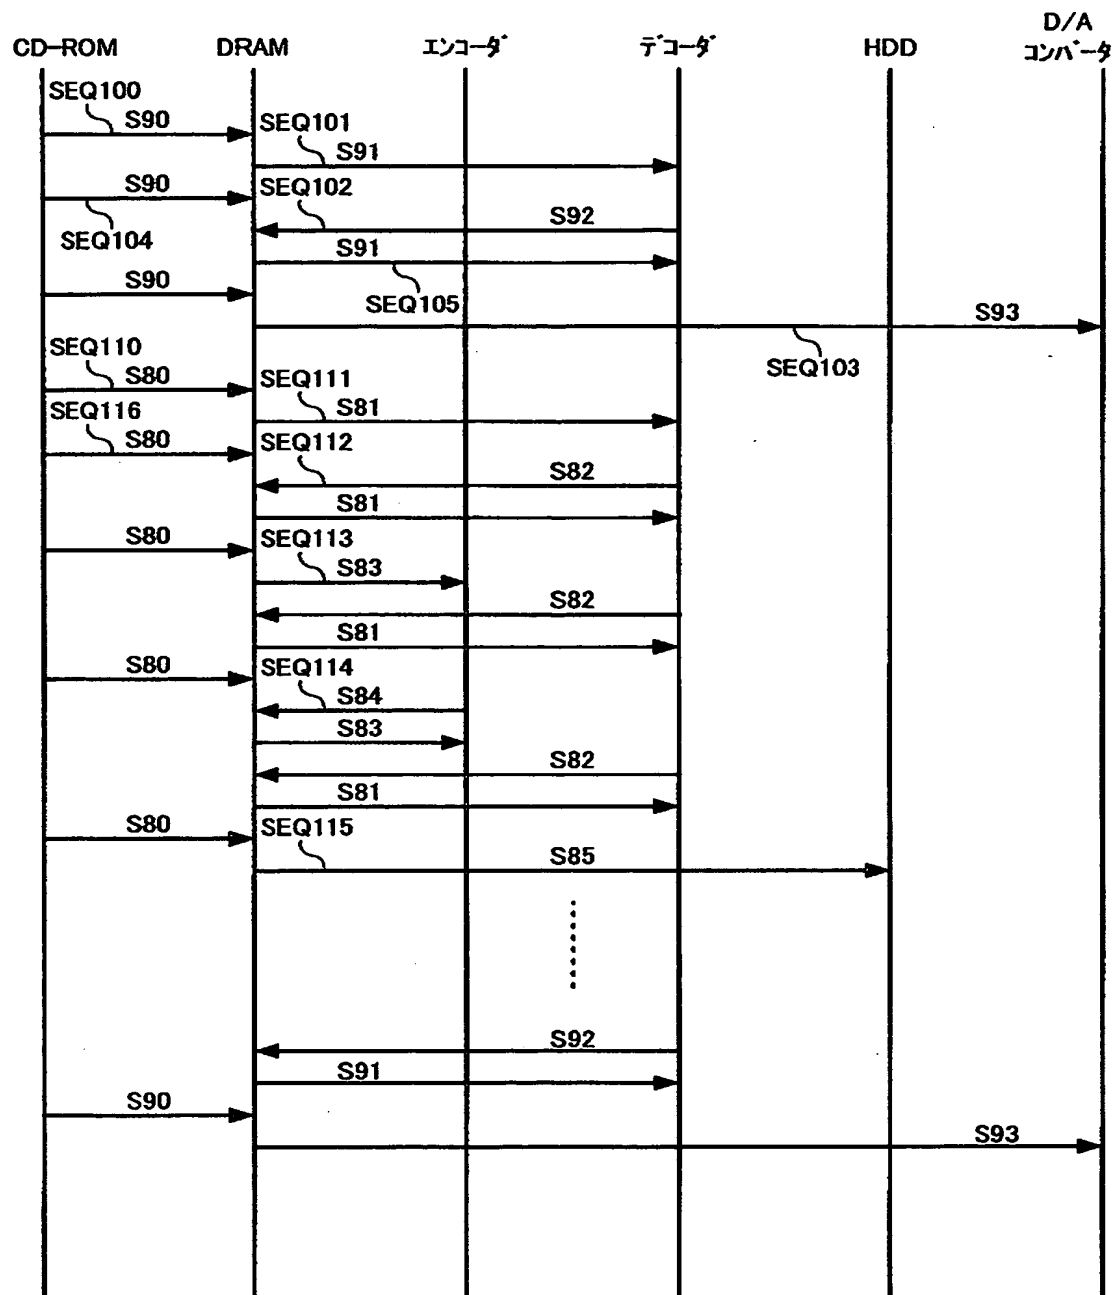 CD-ROM DRAM エンコーダ デコーダ HDD D/A
コンバータ
SEQ100
S90
SEQ101
S91
S90
SEQ102
S92
SEQ104
S91
S90
SEQ105
S93
SEQ110
SEQ103
S80
SEQ111
SEQ116
S81
S80
SEQ112
S82
S81
S80
SEQ113
S83
S82
S81
S80
SEQ114
S84
S83
S82
S81
S80
SEQ115
S85
S92
S91
S90
S93